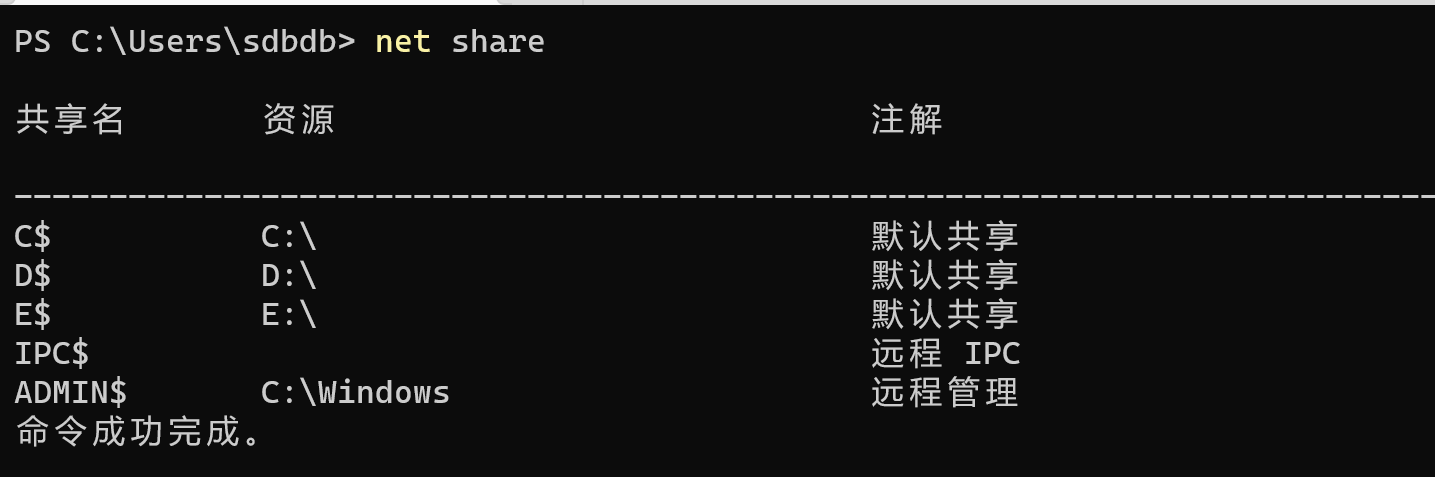 PS C:\Users\sdbdb> net share
共享名       资源                            注解
-------------------------------------------------------------------------------
C$           C:\                             默认共享
D$           D:\                             默认共享
E$           E:\                             默认共享
IPC$                                         远程 IPC
ADMIN$       C:\Windows                      远程管理
命令成功完成。